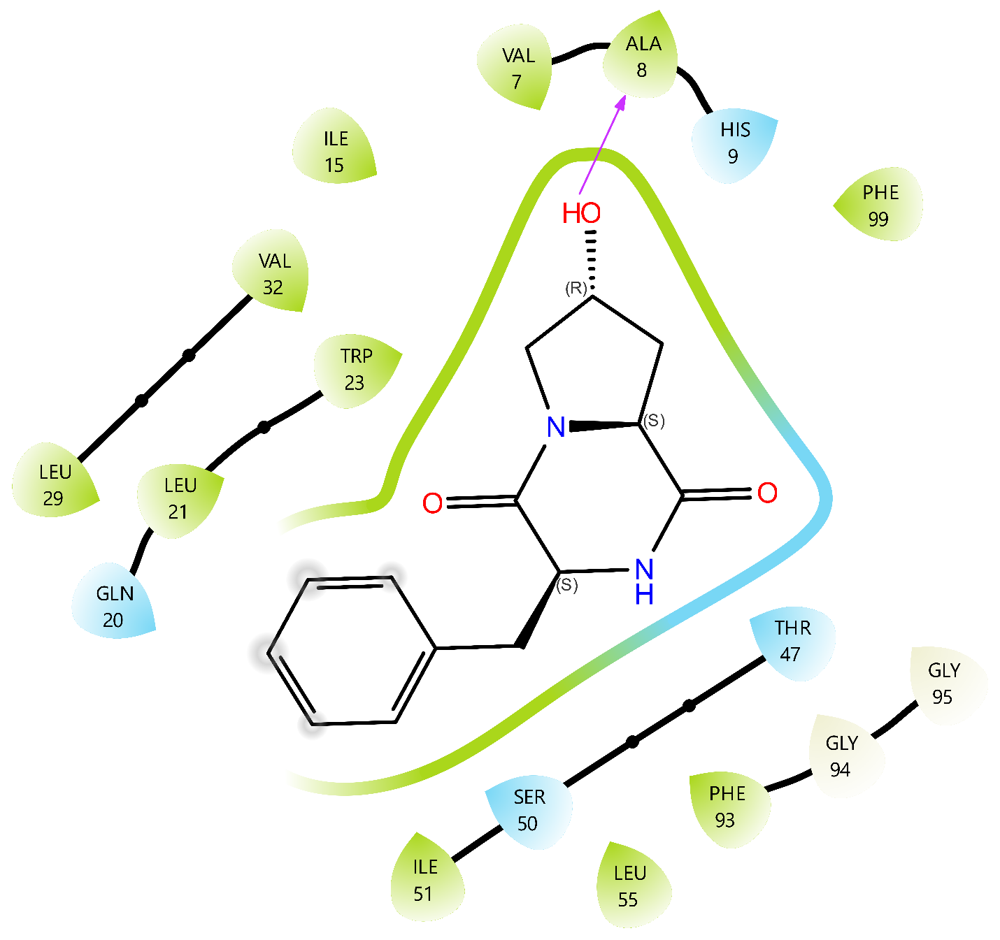 VAL
7
ALA
8
HIS
9
ILE
15
PHE
99
HO
VAL
32
(R)
TRP
23
N
(S)
LEU
29
LEU
21
O
O
GLN
20
N
H
(S)
THR
47
GLY
95
GLY
94
SER
50
PHE
93
ILE
51
LEU
55